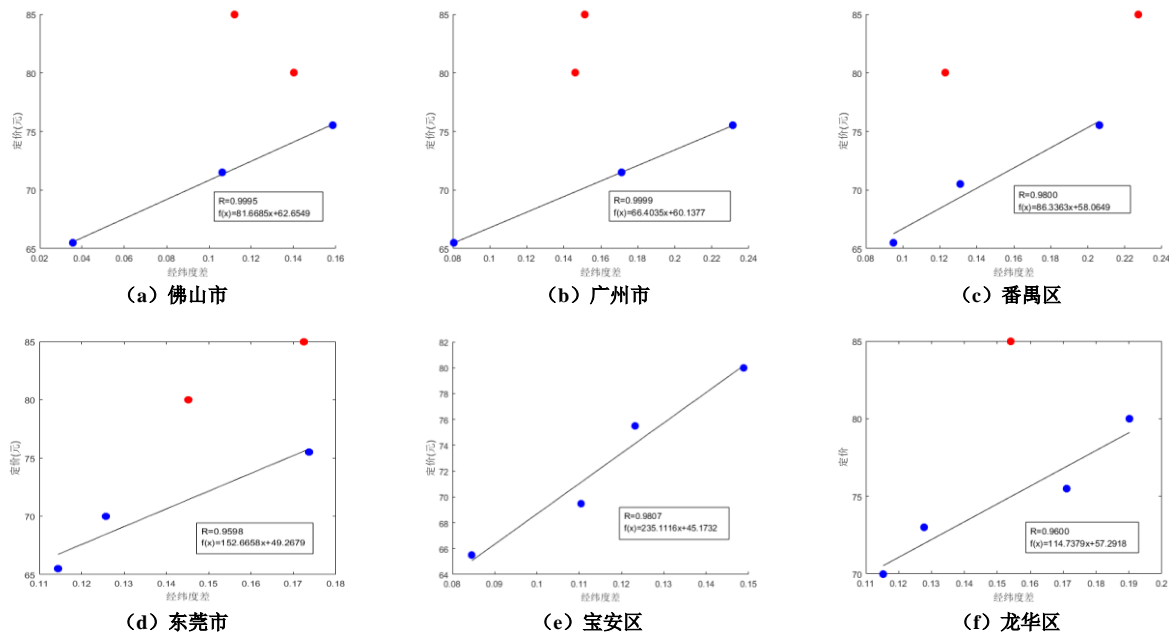 85
80
75
70
65
定价(元)
R=0.9995
f(x)=81.6685x+62.6549
0.02 0.04 0.06 0.08 0.1 0.12 0.14 0.16
经纬度差
(a)佛山市
85
80
75
70
65
定价(元)
R=0.9999
f(x)=66.4035x+60.1377
0.08 0.1 0.12 0.14 0.16 0.18 0.2 0.22 0.24
经纬度差
(b)广州市
85
80
75
70
65
定价(元)
R=0.9800
f(x)=86.3363x+58.0649
0.08 0.1 0.12 0.14 0.16 0.18 0.2 0.22 0.24
经纬度差
(c)番禺区
85
80
75
70
65
定价(元)
R=0.9598
f(x)=152.6658x+49.2679
0.11 0.12 0.13 0.14 0.15 0.16 0.17 0.18
经纬度差
(d)东莞市
82
80
78
76
74
72
70
68
66
64
定价(元)
R=0.9807
f(x)=235.1116x+45.1732
0.08 0.09 0.1 0.11 0.12 0.13 0.14 0.15
经纬度差
(e)宝安区
85
80
75
70
定价
R=0.9600
f(x)=114.7379x+57.2918
0.11 0.12 0.13 0.14 0.15 0.16 0.17 0.18 0.19 0.2
经纬度差
(f)龙华区